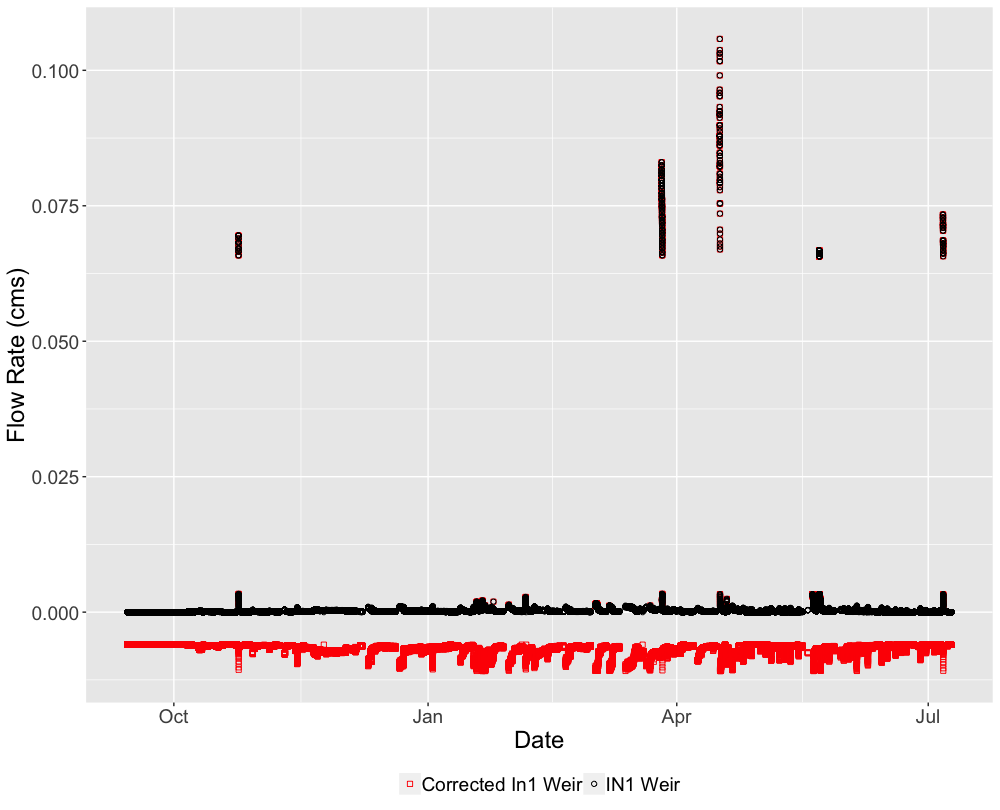 Flow Rate (cms)
0.100
0.075
0.050
0.025
0.000
Oct Jan Apr Jul
Date
Corrected In1 Weir IN1 Weir